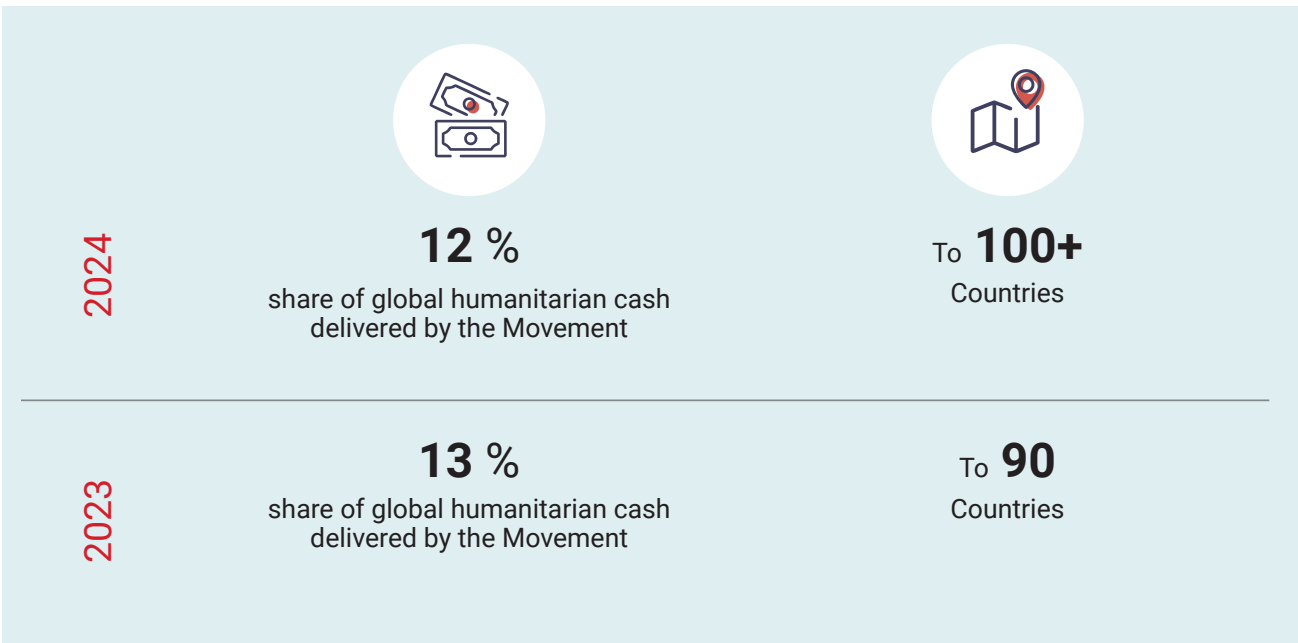 2024
12 %
share of global humanitarian cash
delivered by the Movement
To 100+
Countries
2023
13 %
share of global humanitarian cash
delivered by the Movement
To 90
Countries